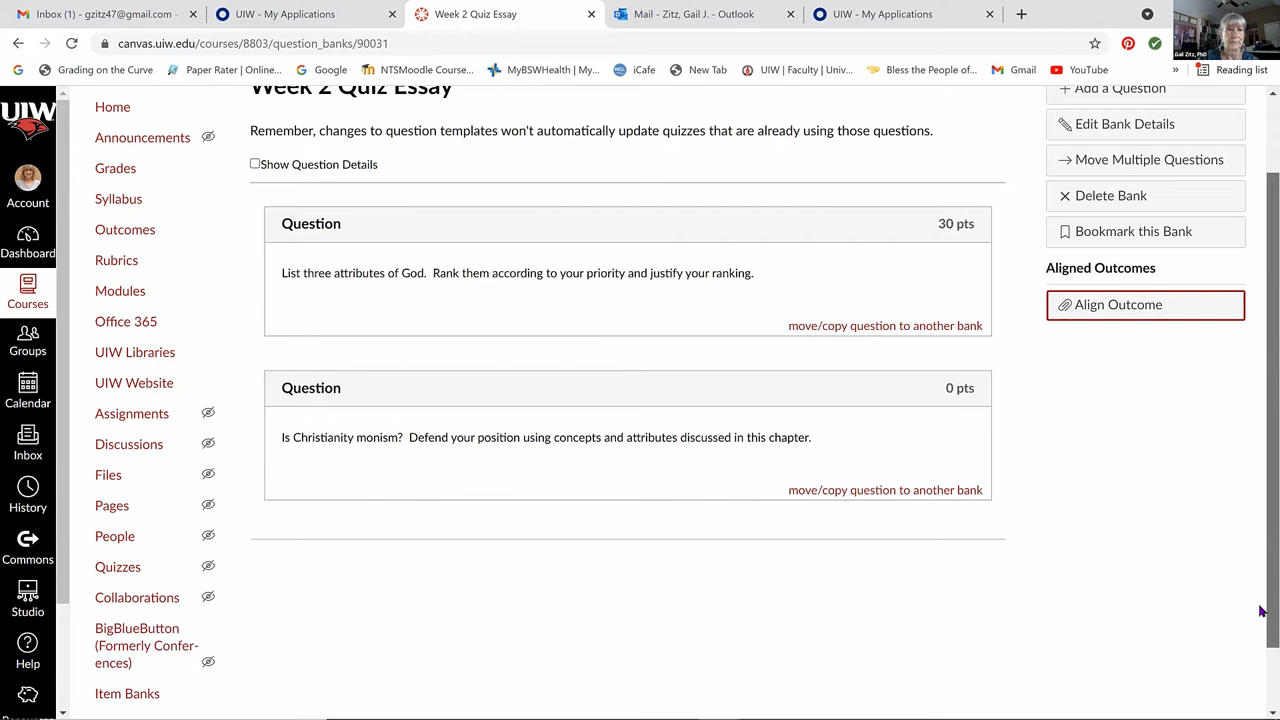 Inbox (1) - gzitz47@gmail.com
UIW - My Applications
Week 2 Quiz Essay
Mail - Zitz, Gail J. - Outlook
UIW - My Applications
canvas.uiw.edu/courses/8803/question_banks/90031
Gail Zitz, PhD
Grading on the Curve
Paper Rater | Online...
Google
NTSMoodle Course...
MyBSWHealth | My...
iCafe
New Tab
UIW | Faculty | Univ...
Bless the People of...
Gmail
YouTube
»
Reading list
UIW
Account
Dashboard
Courses
Groups
Calendar
Inbox
History
Commons
Studio
Help
Home
Announcements
Grades
Syllabus
Outcomes
Rubrics
Modules
Office 365
UIW Libraries
UIW Website
Assignments
Discussions
Files
Pages
People
Quizzes
Collaborations
BigBlueButton
(Formerly Confer-
ences)
Item Banks
Week 2 Quiz Essay
Remember, changes to question templates won't automatically update quizzes that are already using those questions.
Show Question Details
Question 30 pts
List three attributes of God.  Rank them according to your priority and justify your ranking.
move/copy question to another bank
Question 0 pts
Is Christianity monism?  Defend your position using concepts and attributes discussed in this chapter.
move/copy question to another bank
Add a Question
Edit Bank Details
Move Multiple Questions
Delete Bank
Bookmark this Bank
Aligned Outcomes
Align Outcome